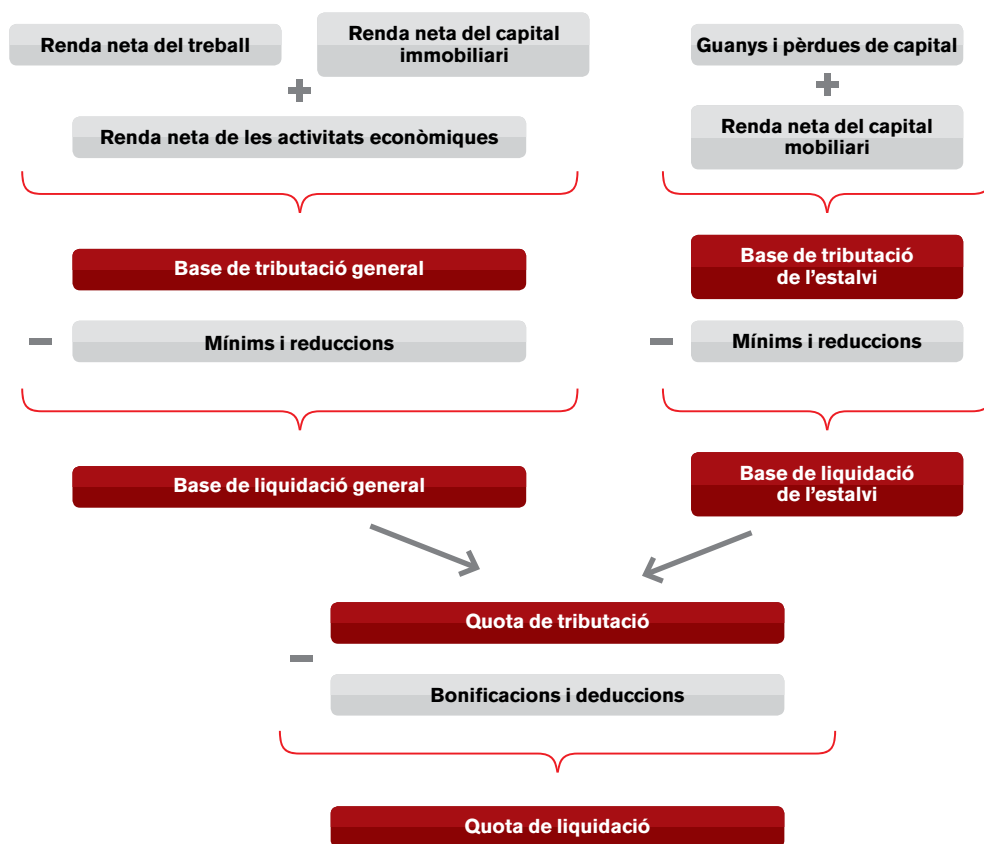 Renda neta del treball
Renda neta del capital
immobiliari
+
Renda neta de les activitats econòmiques
Guanys i pèrdues de capital
+
Renda neta del capital
mobiliari
Base de tributació general
Base de tributació
de l’estalvi
–
Mínims i reduccions
–
Mínims i reduccions
Base de liquidació general
Base de liquidació
de l’estalvi
Quota de tributació
–
Bonificacions i deduccions
Quota de liquidació